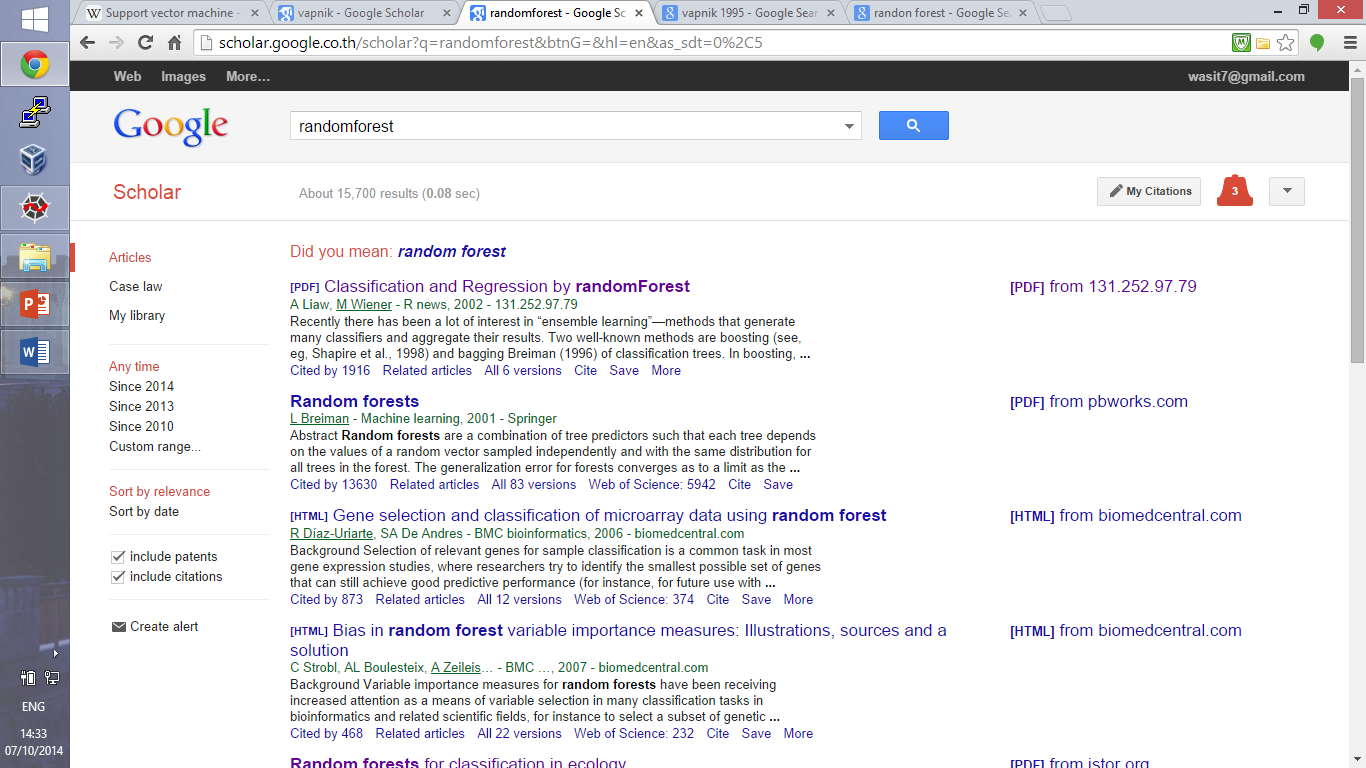 Support vector machine -
vapnik - Google Scholar
randomforest - Google Sc
vapnik 1995 - Google Sear
randon forest - Google Sea
scholar.google.co.th/scholar?q=randomforest&btnG=&hl=en&as_sdt=0%2C5
Web Images More...
wasit7@gmail.com
Google
randomforest
Scholar
About 15,700 results (0.08 sec)
My Citations
3
Articles
Case law
My library
Any time
Since 2014
Since 2013
Since 2010
Custom range...
Sort by relevance
Sort by date
include patents
include citations
Create alert
Did you mean: random forest
[PDF] Classification and Regression by randomForest
A Liaw, M Wiener - R news, 2002 - 131.252.97.79
Recently there has been a lot of interest in “ensemble learning”—methods that generate
many classifiers and aggregate their results. Two well-known methods are boosting (see,
eg, Shapire et al., 1998) and bagging Breiman (1996) of classification trees. In boosting, ...
Cited by 1916 Related articles All 6 versions Cite Save More
[PDF] from 131.252.97.79
Random forests
L Breiman - Machine learning, 2001 - Springer
Abstract Random forests are a combination of tree predictors such that each tree depends
on the values of a random vector sampled independently and with the same distribution for
all trees in the forest. The generalization error for forests converges as to a limit as the ...
Cited by 13630 Related articles All 83 versions Web of Science: 5942 Cite Save
[PDF] from pbworks.com
[HTML] Gene selection and classification of microarray data using random forest
R Díaz-Uriarte, SA De Andres - BMC bioinformatics, 2006 - biomedcentral.com
Background Selection of relevant genes for sample classification is a common task in most
gene expression studies, where researchers try to identify the smallest possible set of genes
that can still achieve good predictive performance (for instance, for future use with ...
Cited by 873 Related articles All 12 versions Web of Science: 374 Cite Save More
[HTML] from biomedcentral.com
[HTML] Bias in random forest variable importance measures: Illustrations, sources and a
solution
C Strobl, AL Boulesteix, A Zeileis... - BMC ..., 2007 - biomedcentral.com
Background Variable importance measures for random forests have been receiving
increased attention as a means of variable selection in many classification tasks in
bioinformatics and related scientific fields, for instance to select a subset of genetic ...
Cited by 468 Related articles All 22 versions Web of Science: 232 Cite Save More
[HTML] from biomedcentral.com
Random forests for classification in ecology
[PDF] from jstor.org
ENG
14:33
07/10/2014